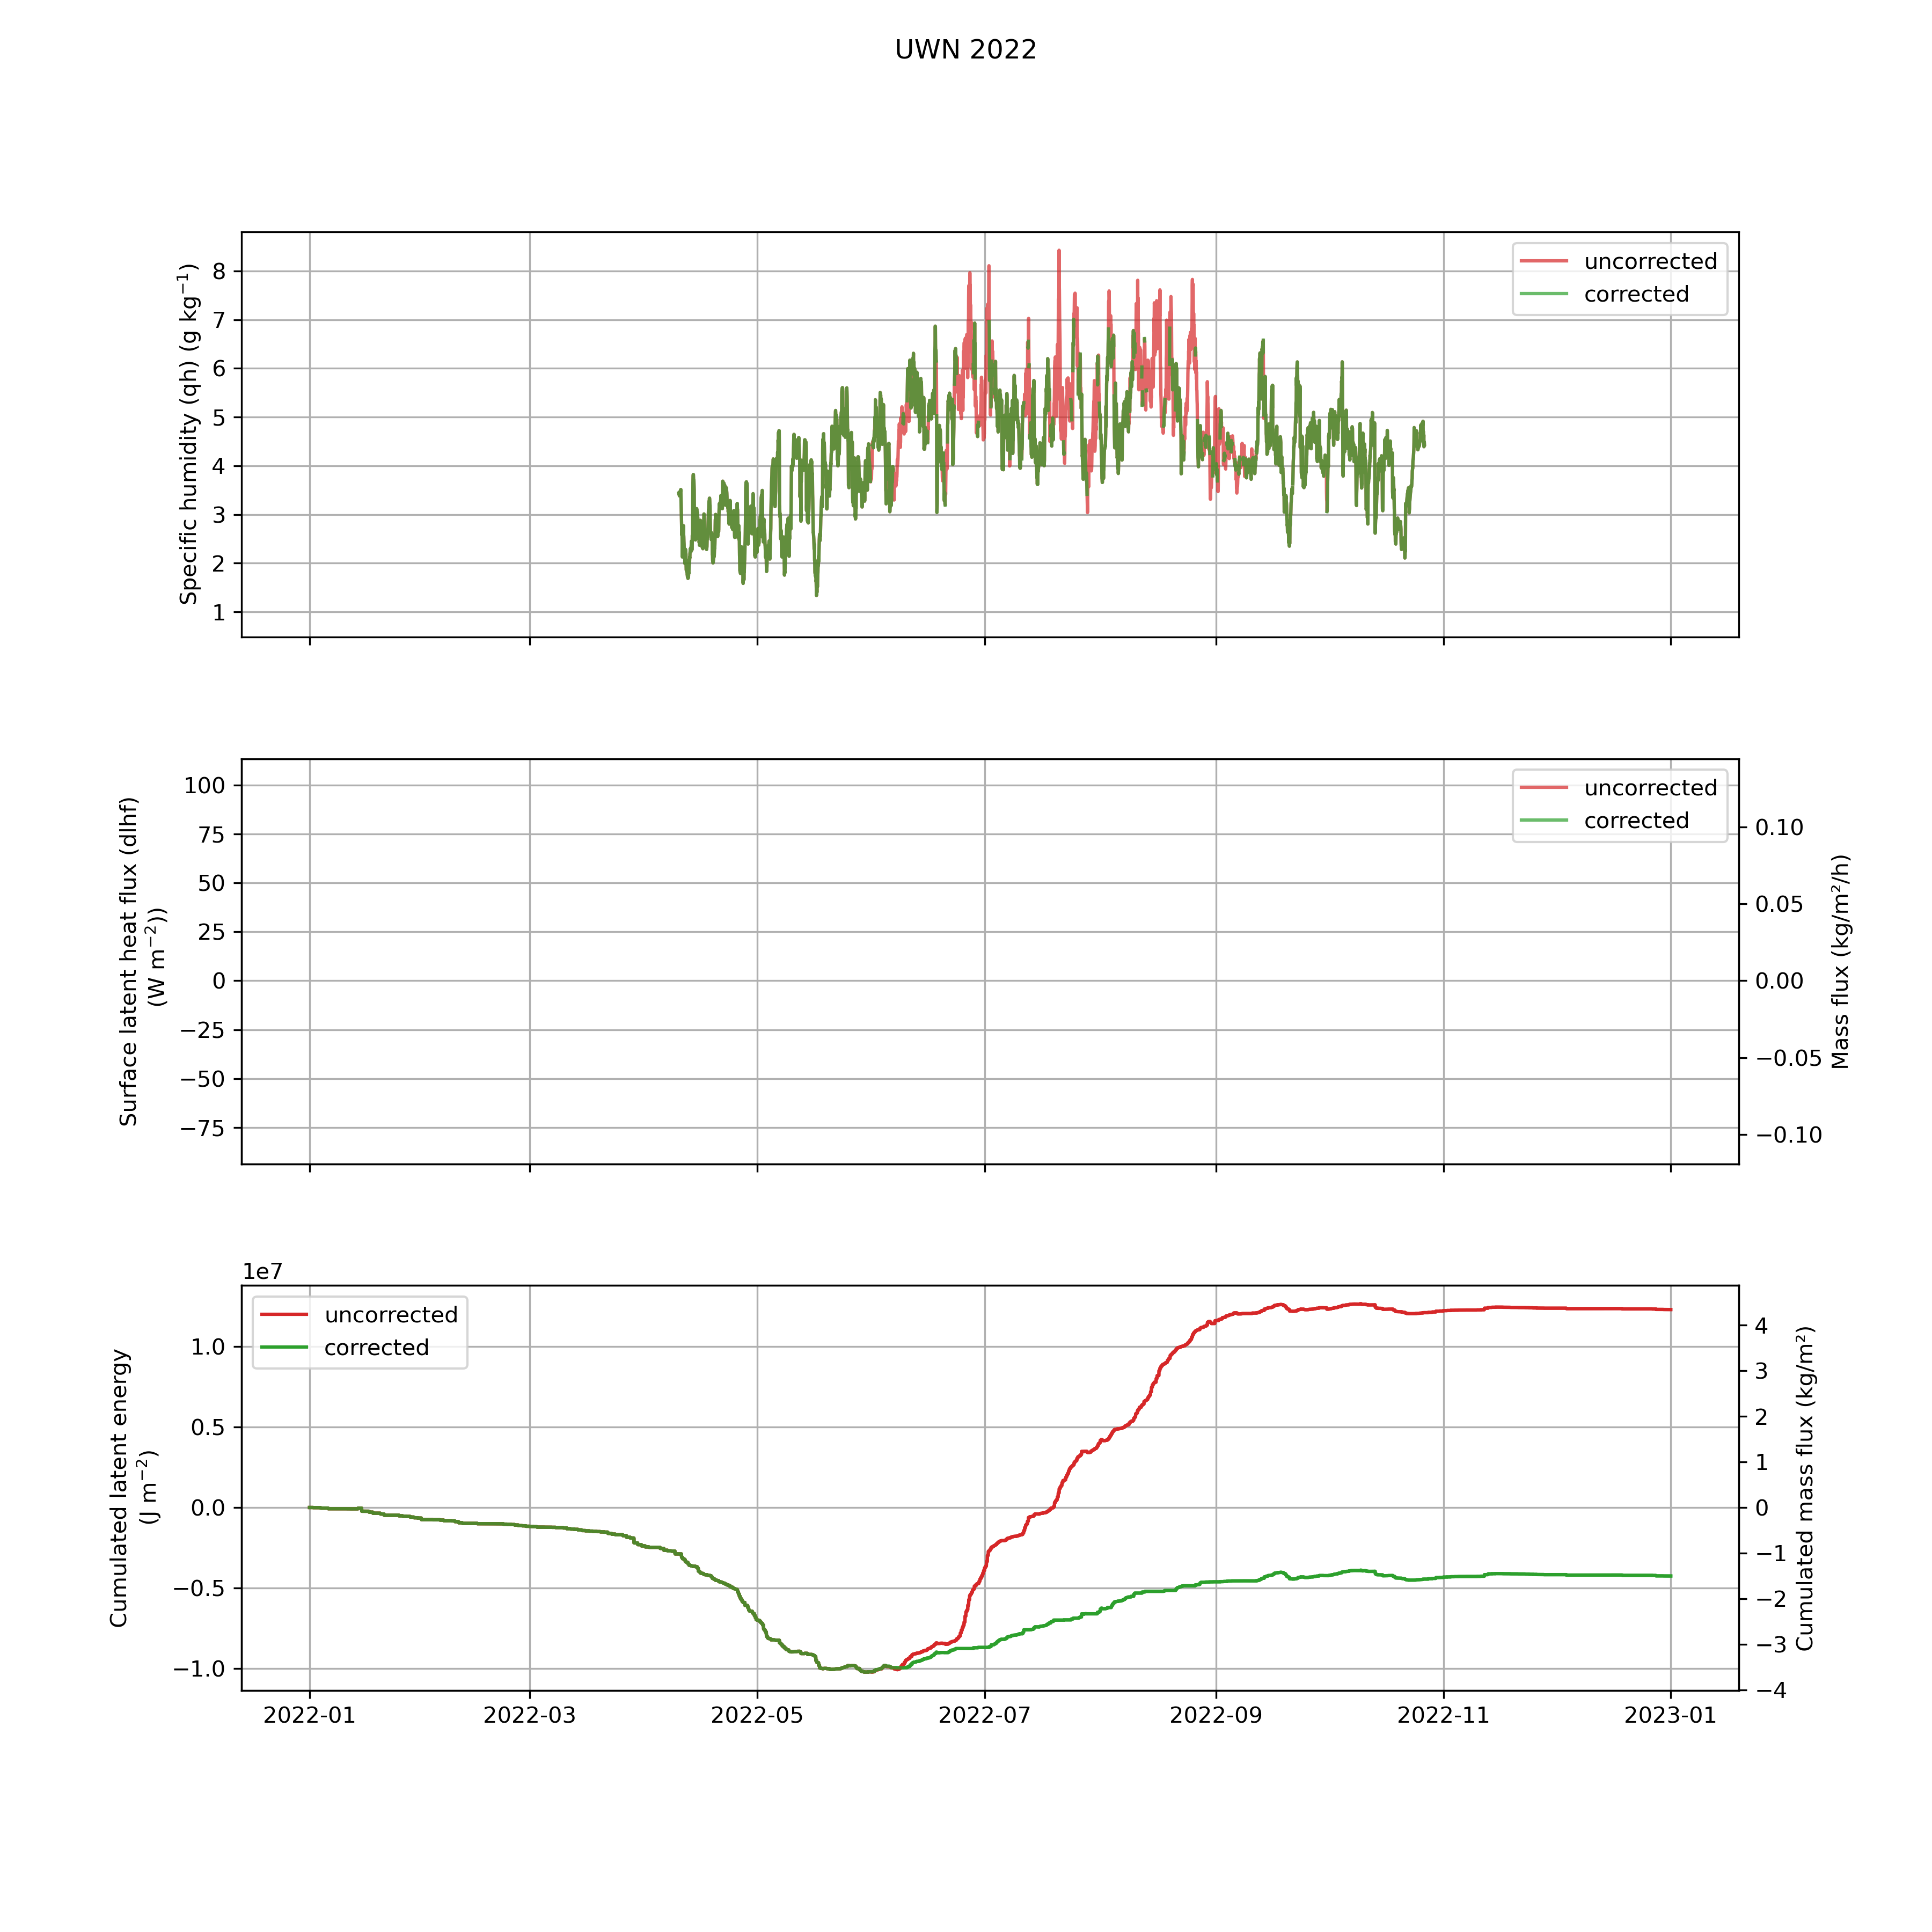 UWN 2022
Specific humidity (qh) (g kg⁻¹)
8
7
6
5
4
3
2
1
uncorrected
corrected
Surface latent heat flux (dlhf)
(W m⁻²))
100
75
50
25
0
−25
−50
−75
uncorrected
corrected
0.10
0.05
0.00
−0.05
−0.10
Mass flux (kg/m²/h)
1e7
Cumulated latent energy
(J m⁻²)
1.0
0.5
0.0
−0.5
−1.0
uncorrected
corrected
4
3
2
1
0
−1
−2
−3
−4
Cumulated mass flux (kg/m²)
2022-01 2022-03 2022-05 2022-07 2022-09 2022-11 2023-01